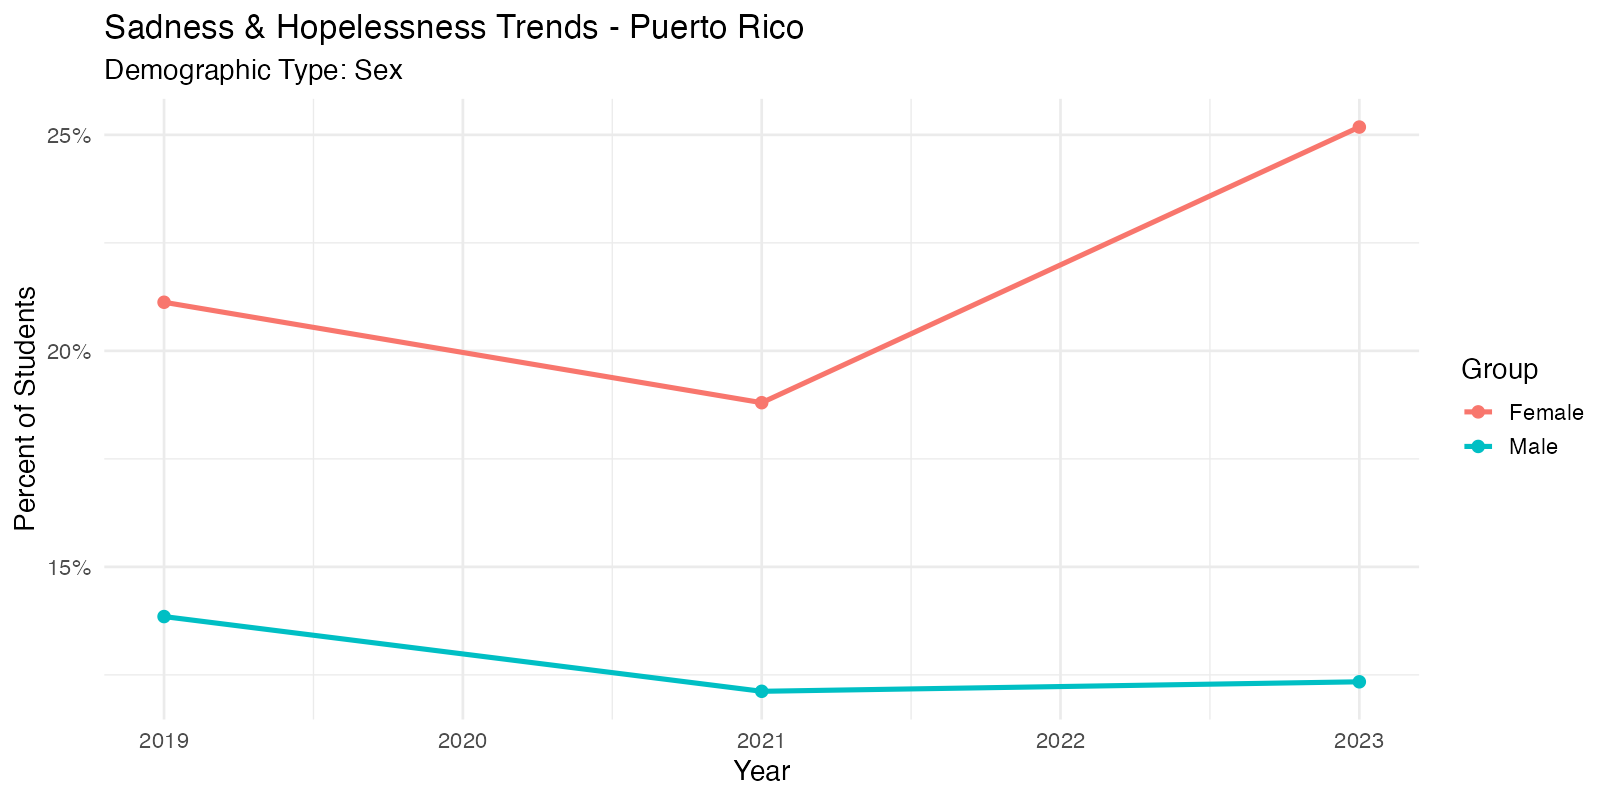 Sadness & Hopelessness Trends - Puerto Rico
Demographic Type: Sex
25%
20%
15%
Percent of Students
2019 2020 2021 2022 2023
Year
Group
Female
Male